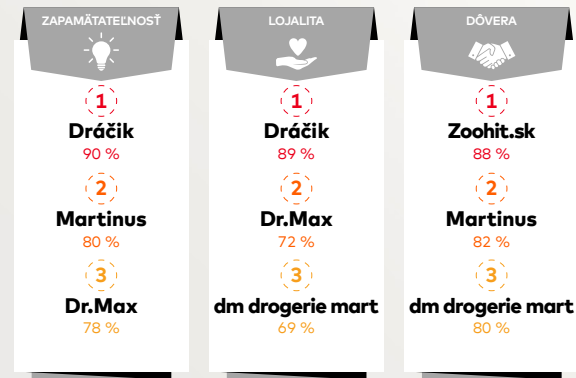 ZAPAMÄTATEĽNOSŤ
1
Dráčik
90 %
2
Martinus
80 %
3
Dr.Max
78 %
LOJALITA
1
Dráčik
89 %
2
Dr.Max
72 %
3
dm drogerie mart
69 %
DÔVERA
1
Zoohit.sk
88 %
2
Martinus
82 %
3
dm drogerie mart
80 %